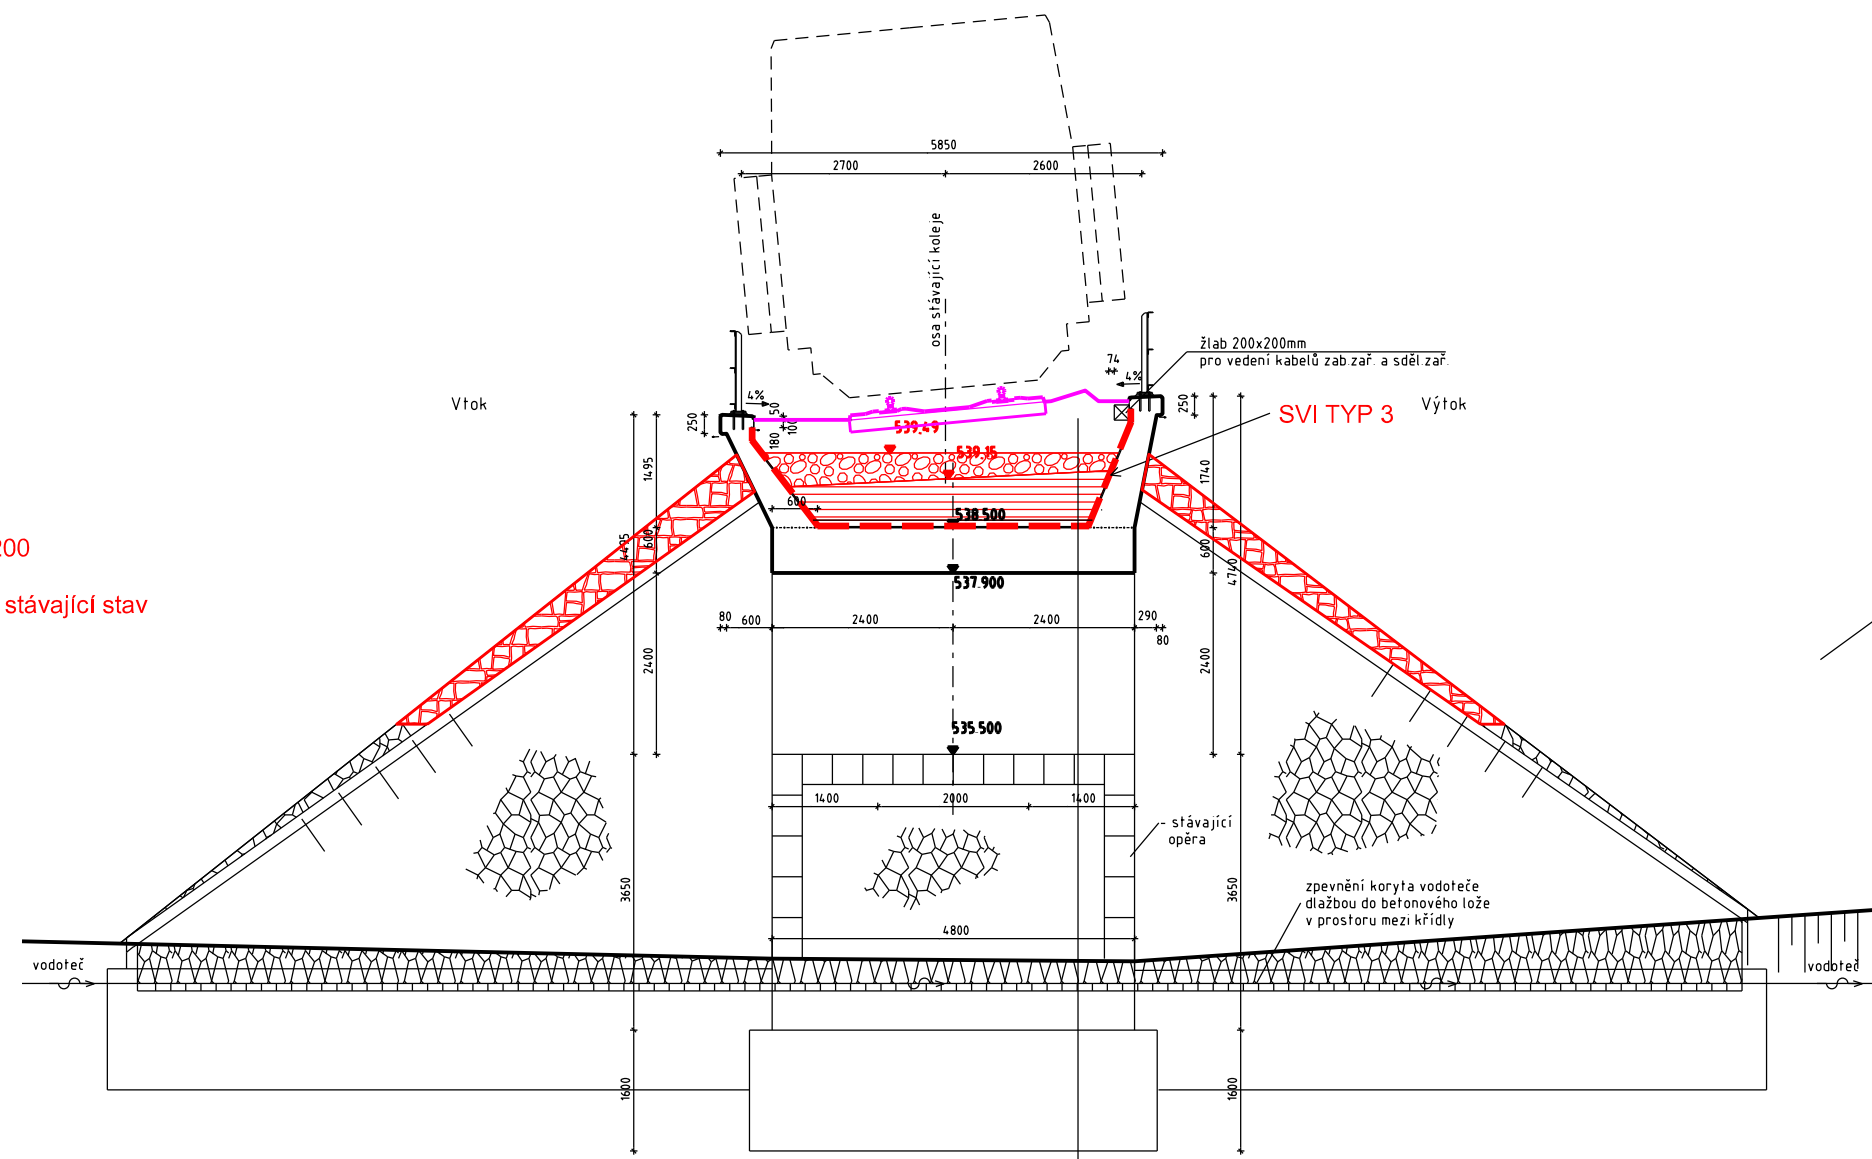 5850
2700
2600
osa stávající koleje
žlab 200x200mm
pro vedení kabelů zab.zař. a sděl.zař.
74
4%
4%
Vtok
Výtok
SVI TYP 3
250
50
100
180
250
539.49
539.15
600
538.500
537.900
1495
600
4495
2400
1740
600
4740
2400
200
stávající stav
80
600
2400
2400
290
80
535.500
1400
2000
1400
- stávající
opěra
3650
3650
zpevnění koryta vodoteče
dlažbou do betonového lože
v prostoru mezi křídly
4800
vodoteč
vodoteč
1600
1600